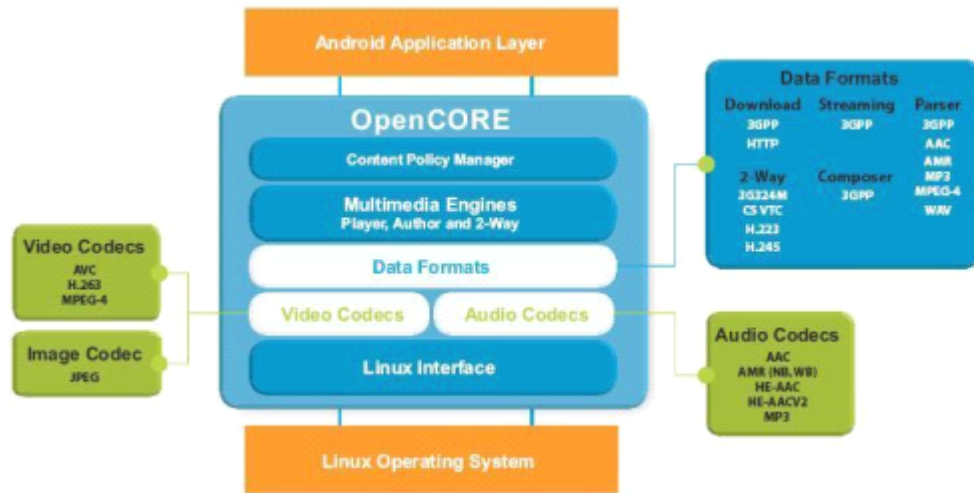 Android Application Layer
OpenCORE
Content Policy Manager
Multimedia Engines
Player, Author and 2-Way
Data Formats
Video Codecs
Audio Codecs
Linux Interface
Linux Operating System
Video Codecs
AVC
H.263
MPEG-4
Image Codec
JPEG
Data Formats
Download
3GPP
HTTP
Streaming
3GPP
Parser
3GPP
AAC
AMR
MP3
MPEG-4
WAV
2-Way
3G324M
CS VTC
H.223
H.245
Composer
3GPP
Audio Codecs
AAC
AMR (NB, WB)
HE-AAC
HE-AACV2
MP3